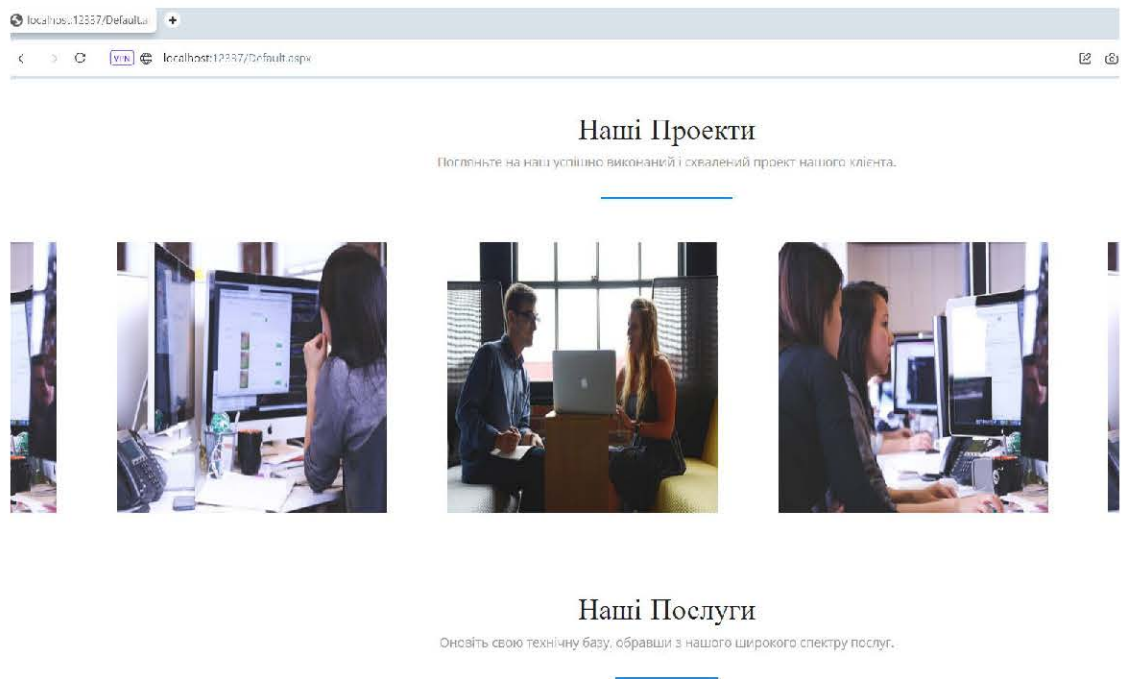 localhost:12337/Default.a
VPN localhost:12337/Default.aspx
Наші Проекти
Погляньте на наш успішно виконаний і схвалений проект нашого клієнта.
Наші Послуги
Оновіть свою технічну базу, обравши з нашого широкого спектру послуг.